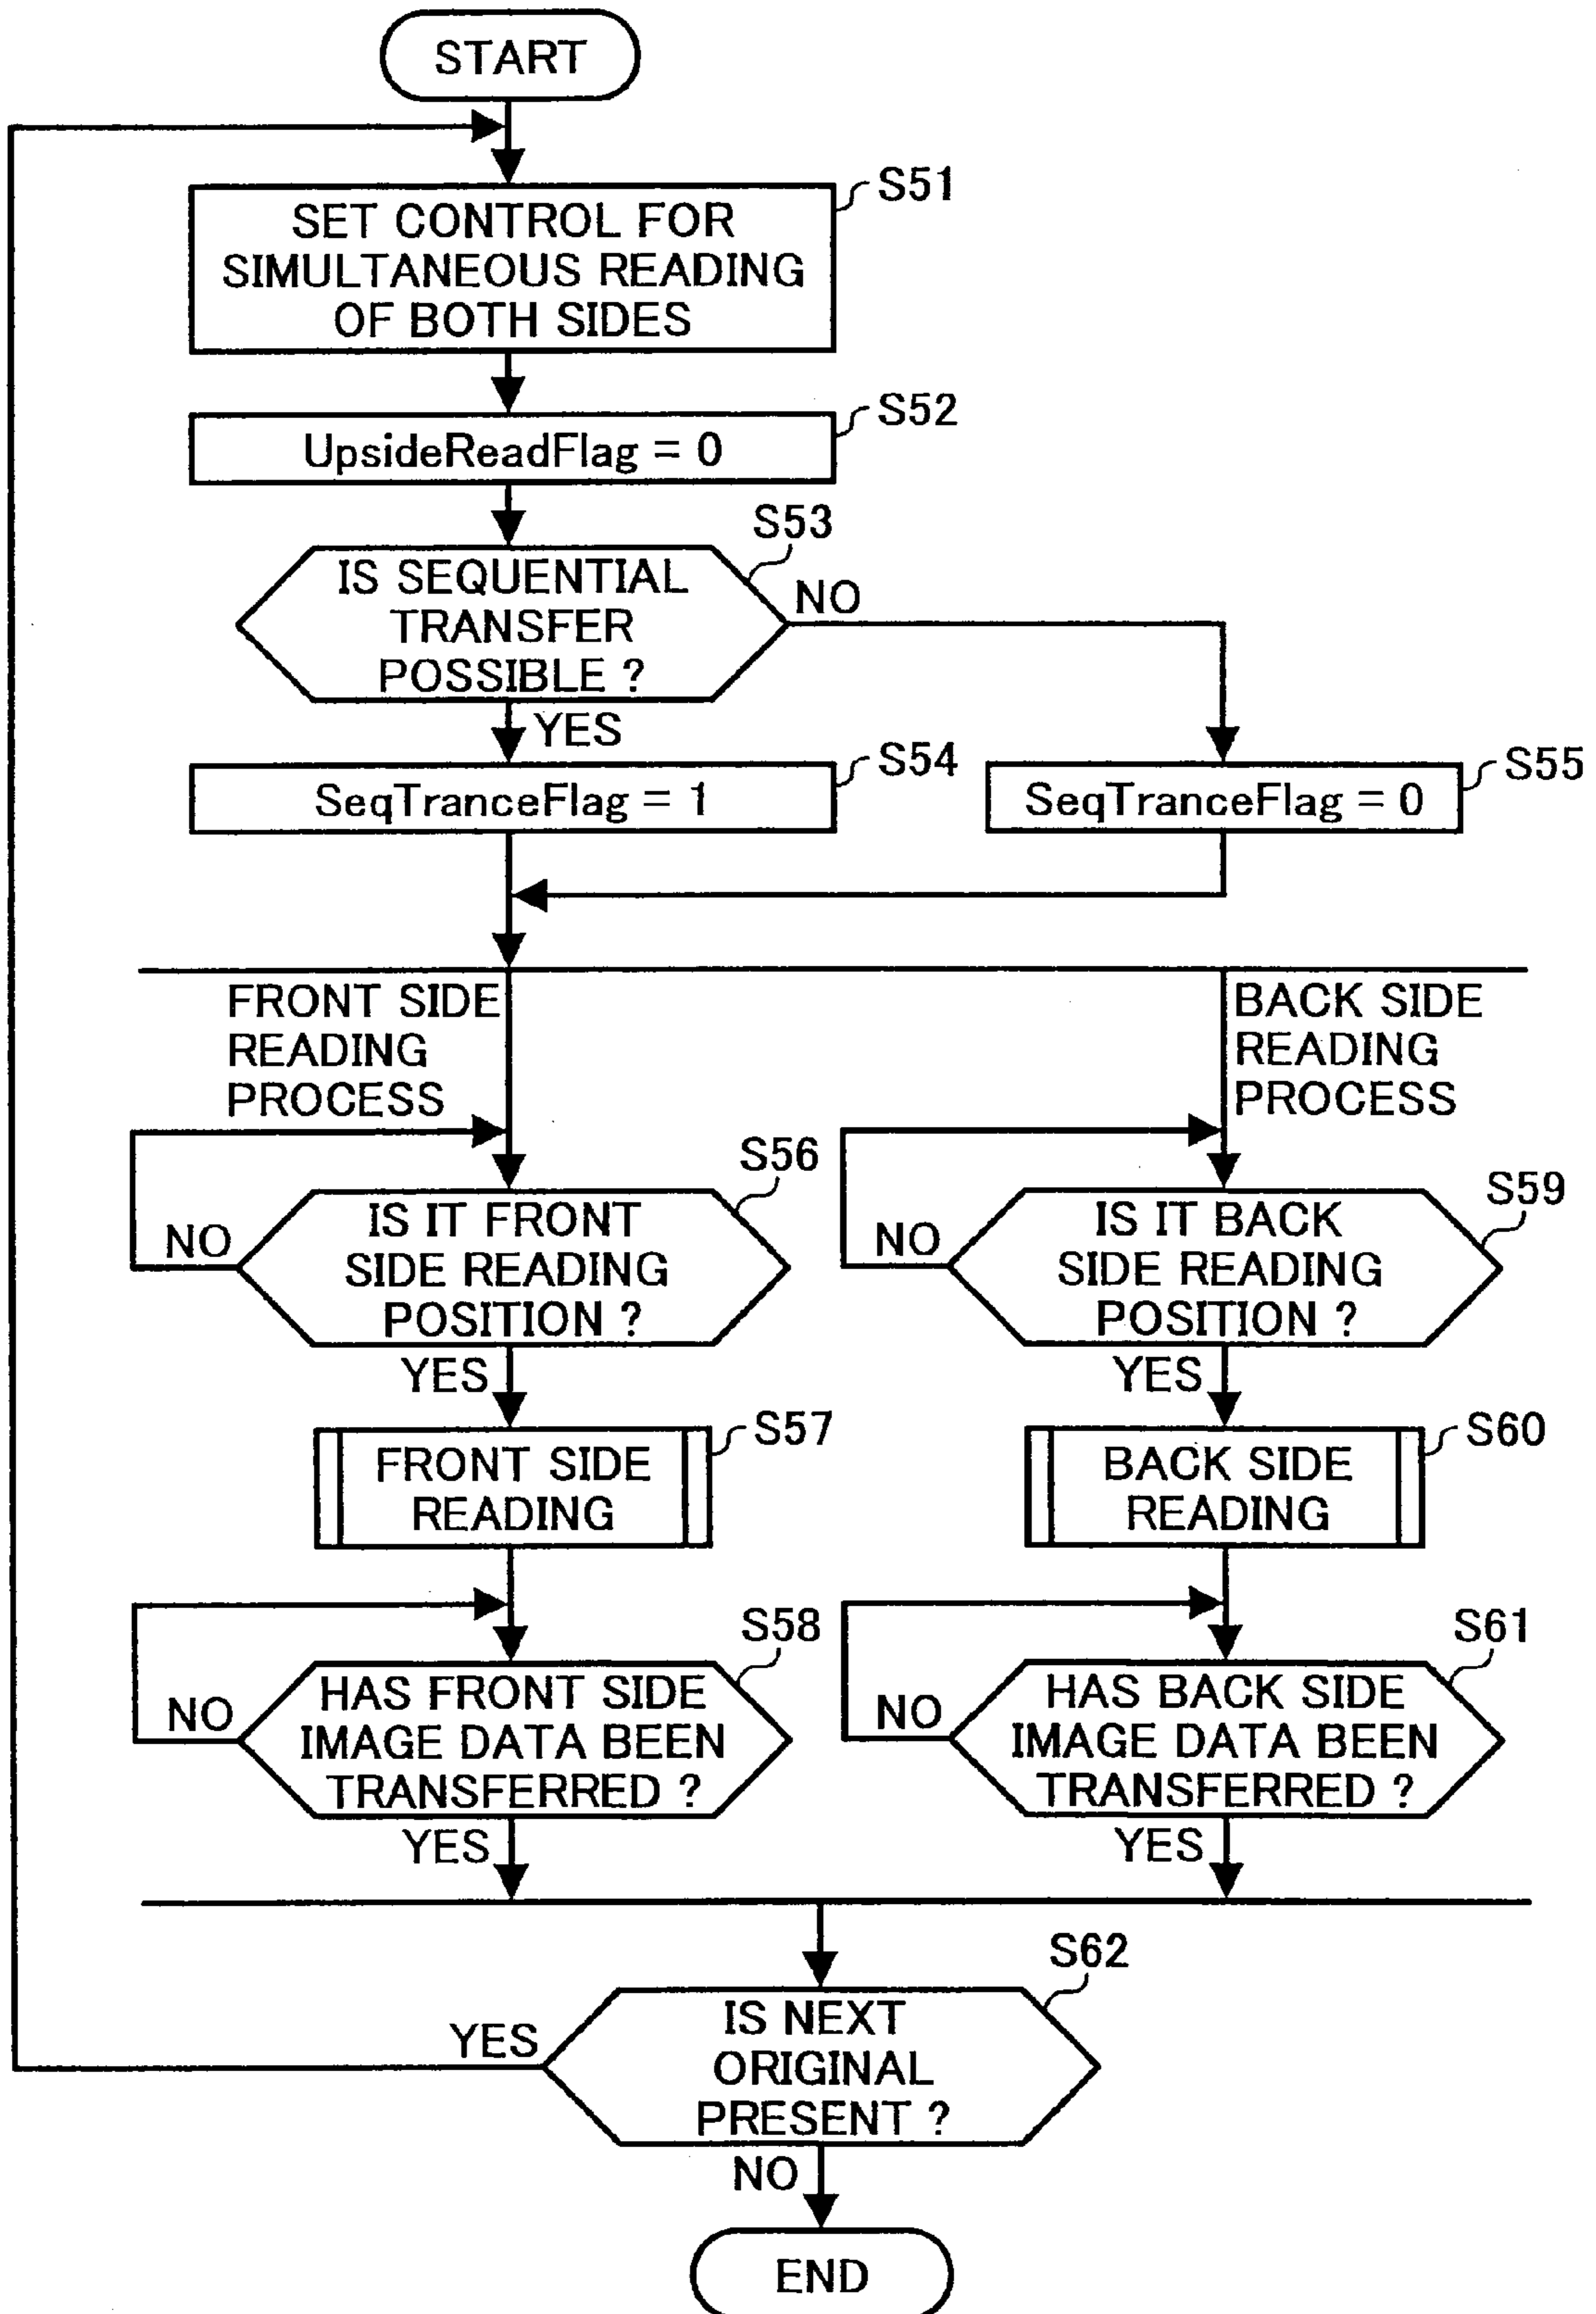 START
S51
SET CONTROL FOR
SIMULTANEOUS READING
OF BOTH SIDES
S52
UpsideReadFlag = 0
S53
IS SEQUENTIAL
TRANSFER
POSSIBLE ?
NO
YES
S54
SeqTranceFlag = 1
S55
SeqTranceFlag = 0
FRONT SIDE
READING
PROCESS
BACK SIDE
READING
PROCESS
S56
IS IT FRONT
SIDE READING
POSITION ?
NO
YES
S59
IS IT BACK
SIDE READING
POSITION ?
NO
YES
S57
FRONT SIDE
READING
S60
BACK SIDE
READING
S58
HAS FRONT SIDE
IMAGE DATA BEEN
TRANSFERRED ?
NO
YES
S61
HAS BACK SIDE
IMAGE DATA BEEN
TRANSFERRED ?
NO
YES
S62
IS NEXT
ORIGINAL
PRESENT ?
YES
NO
END